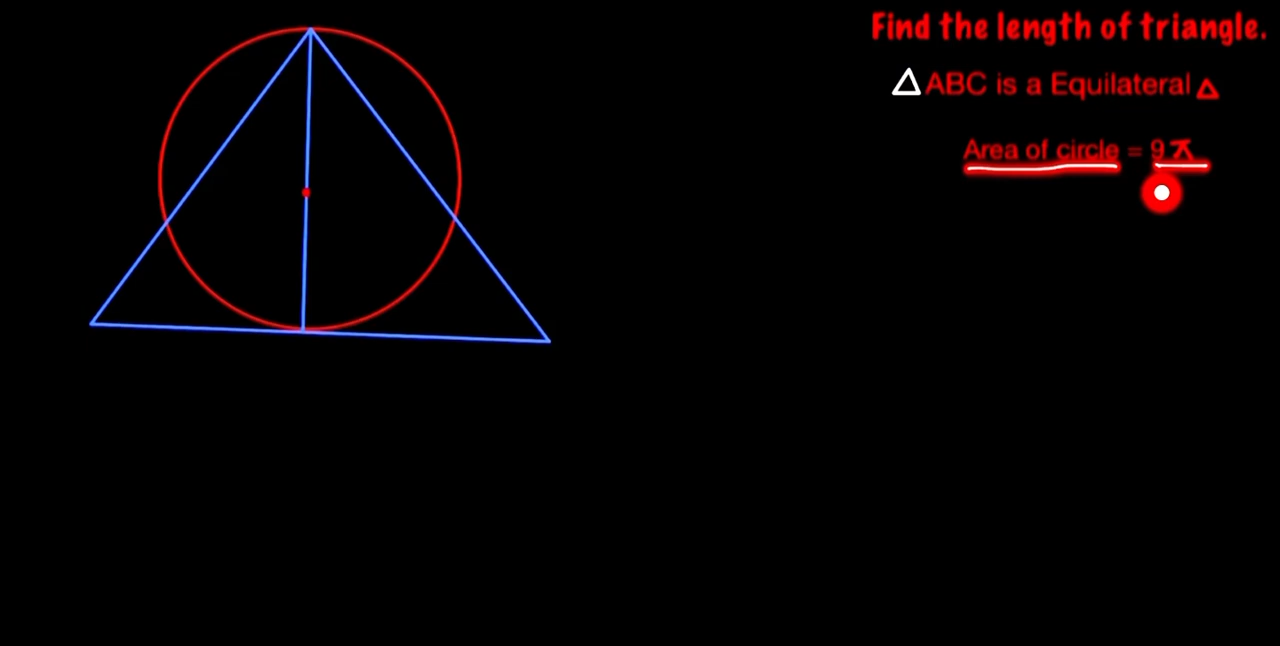 Find the length of triangle.
△ ABC is a Equilateral △
Area of circle = 9π